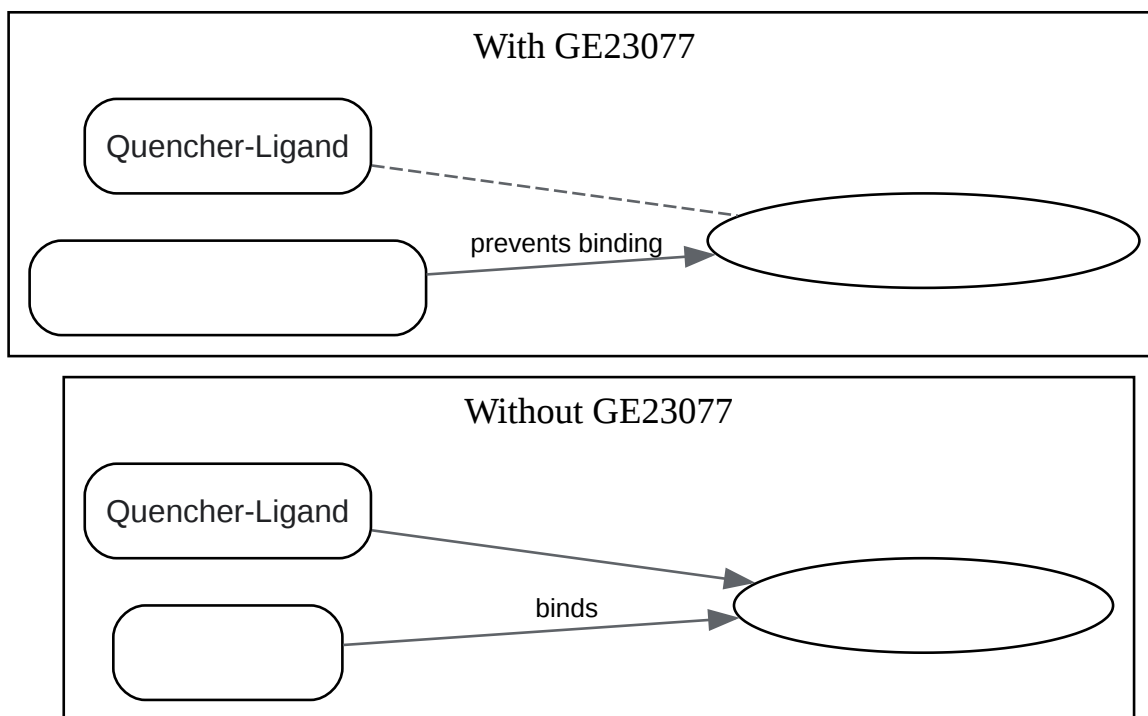 With GE23077
Quencher-Ligand
prevents binding
Without GE23077
Quencher-Ligand
binds